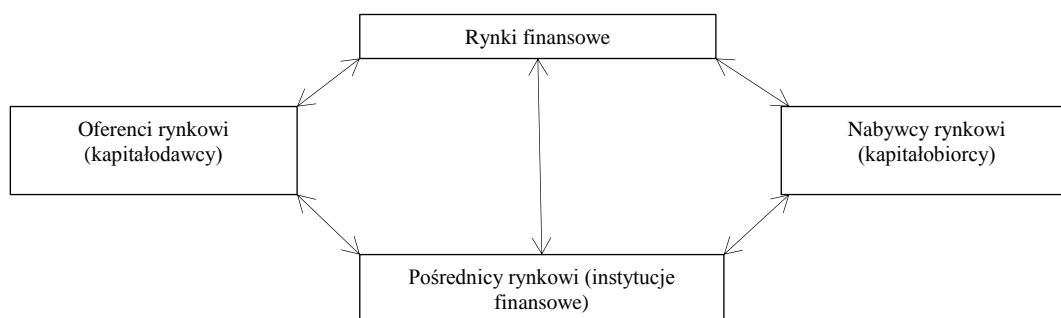 Rynki finansowe
Oferenci rynkowi
(kapitałodawcy)
Nabywcy rynkowi
(kapitałobiorcy)
Pośrednicy rynkowi (instytucje
finansowe)